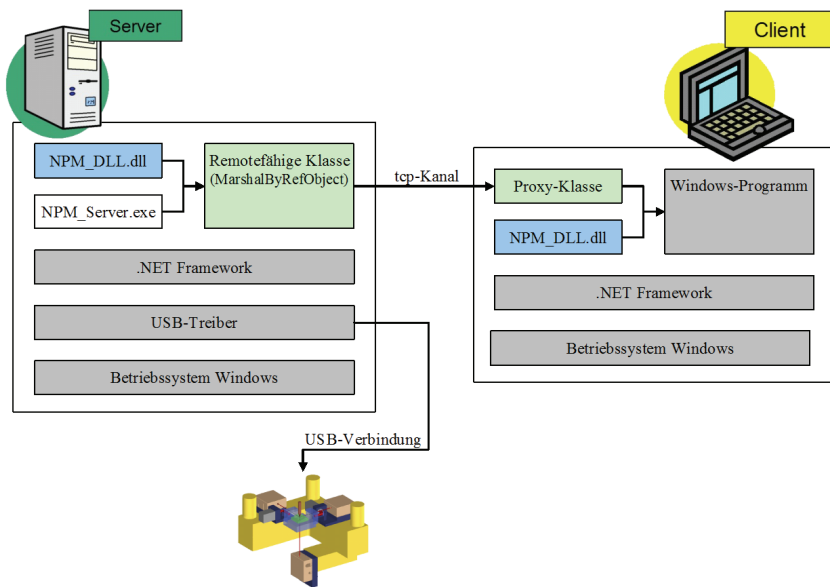 Server
Client
NPM_DLL.dll
NPM_Server.exe
Remotefähige Klasse
(MarshalByRefObject)
.NET Framework
USB-Treiber
Betriebssystem Windows
tcp-Kanal
Proxy-Klasse
NPM_DLL.dll
Windows-Programm
.NET Framework
Betriebssystem Windows
USB-Verbindung